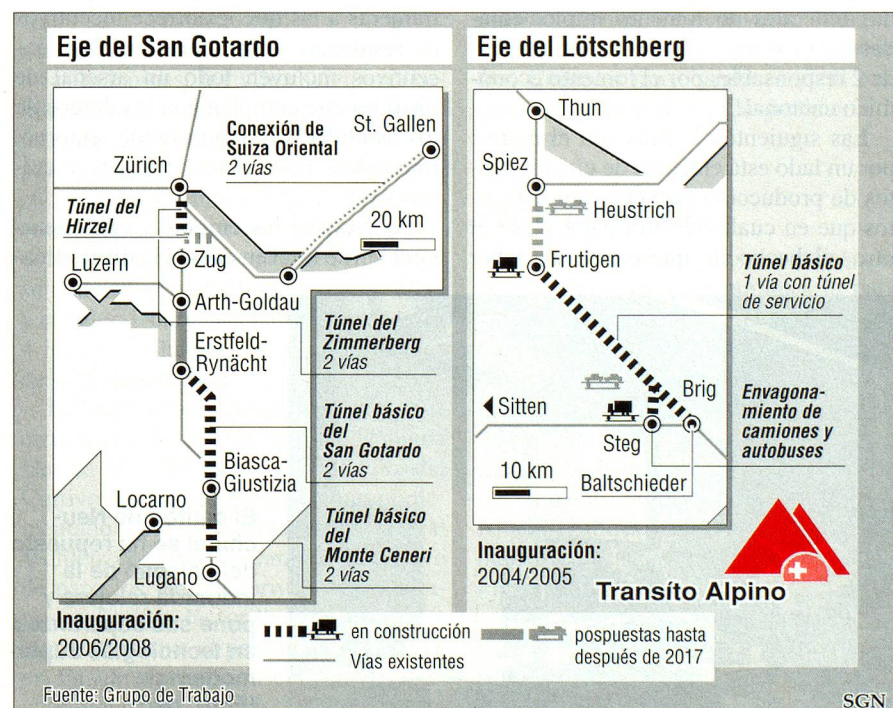 Eje del San Gotardo
Zürich
Conexión de
Suiza Oriental
2 vías
St. Gallen
Túnel del
Hirzel
20 km
Luzern
Zug
Arth-Goldau
Erstfeld-
Rynächt
Túnel del
Zimmerberg
2 vías
Túnel básico
del
San Gotardo
2 vías
Biasca-
Giustizia
Locarno
Túnel básico
del
Monte Ceneri
2 vías
Lugano
Inauguración:
2006/2008
Eje del Lötschberg
Thun
Spiez
Heustrich
Frutigen
Túnel básico
1 vía con túnel
de servicio
Sitten
Brig
Steg
Envagona-
miento de
camiones y
autobuses
10 km
Baltschieder
Inauguración:
2004/2005
Transíto Alpino
en construcción
Vías existentes
pospuestas hasta
después de 2017
Fuente: Grupo de Trabajo
SGN